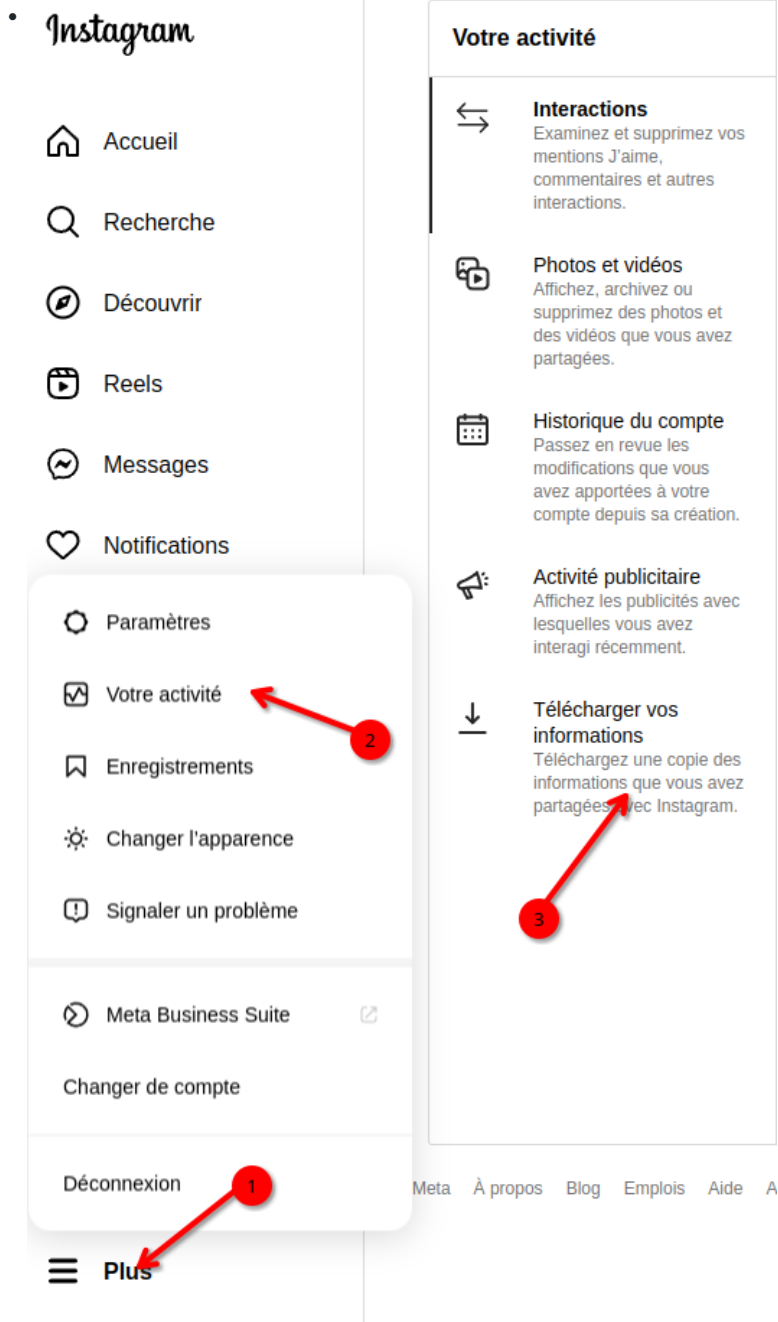 Instagram
Accueil
Recherche
Découvrir
Reels
Messages
Notifications
Paramètres
Votre activité
2
Enregistrements
Changer l'apparence
Signaler un problème
Meta Business Suite
Changer de compte
Déconnexion
1
Plus
Votre activité
Interactions
Examinez et supprimez vos
mentions J'aime,
commentaires et autres
interactions.
Photos et vidéos
Affichez, archivez ou
supprimez des photos et
des vidéos que vous avez
partagées.
Historique du compte
Passez en revue les
modifications que vous
avez apportées à votre
compte depuis sa création.
Activité publicitaire
Affichez les publicités avec
lesquelles vous avez
interagi récemment.
Télécharger vos
informations
Téléchargez une copie des
informations que vous avez
partagées avec Instagram.
3
Meta À propos Blog Emplois Aide A